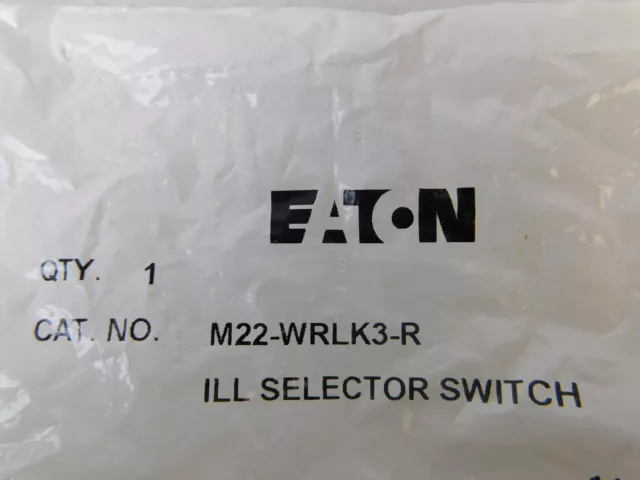 EATON
QTY. 1
CAT. NO. M22-WRLK3-R
ILL SELECTOR SWITCH